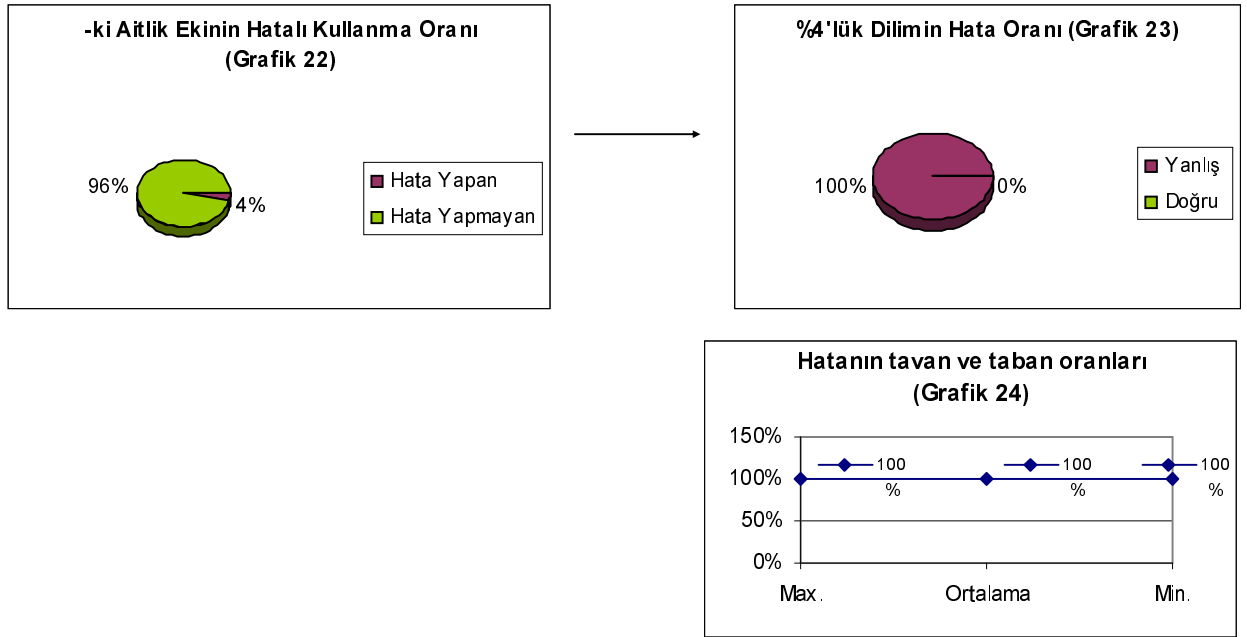 -ki Aitlik Ekinin Hatalı Kullanma Oranı
(Grafik 22)
96%
4%
Hata Yapan
Hata Yapmayan
%4'lük Dilimin Hata Oranı (Grafik 23)
100%
0%
Yanlış
Doğru
Hatanın tavan ve taban oranları
(Grafik 24)
150%
100%
50%
0%
100
%
100
%
100
%
Max.
Ortalama
Min.